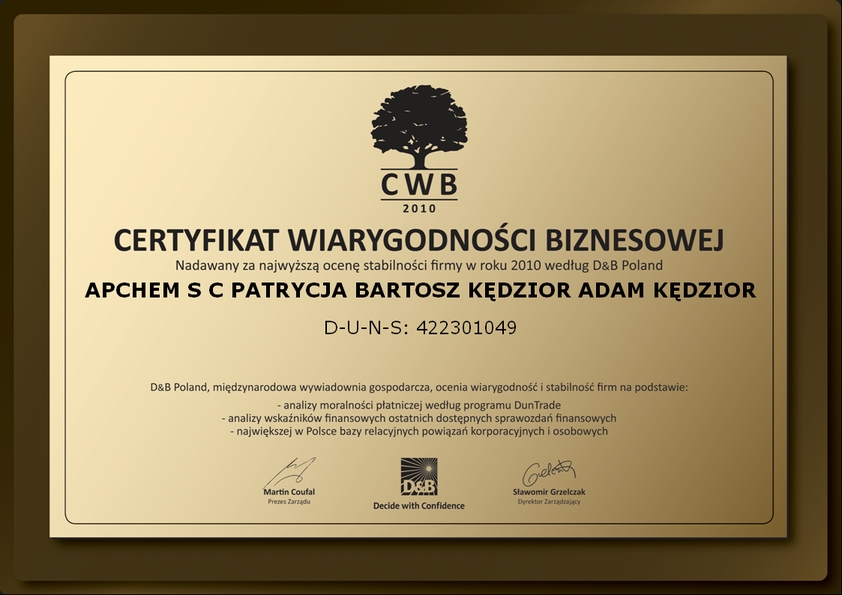 CWB
2010
CERTYFIKAT WIARYGODNOŚCI BIZNESOWEJ
Nadawany za najwyższą ocenę stabilności firmy w roku 2010 według D&B Poland
APCHEM S C PATRYCJA BARTOSZ KĘDZIOR ADAM KĘDZIOR
D-U-N-S: 422301049
D&B Poland, międzynarodowa wywiadownia gospodarcza, ocenia wiarygodność i stabilność firm na podstawie:
- analizy moralności płatniczej według programu DunTrade
- analizy wskaźników finansowych ostatnich dostępnych sprawozdań finansowych
- największej w Polsce bazy relacyjnych powiązań korporacyjnych i osobowych
Martin Coufal
Prezes Zarządu
D&B
Decide with Confidence
Sławomir Grzelczak
Dyrektor Zarządzający